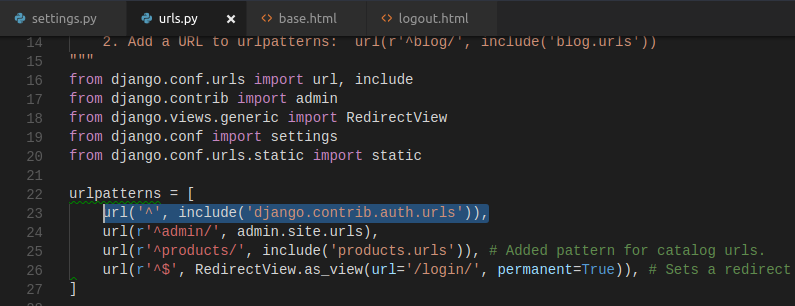 settings.py urls.py × base.html logout.html
14 2. Add a URL to urlpatterns:  url(r'^blog/', include('blog.urls'))
15 """
16 from django.conf.urls import url, include
17 from django.contrib import admin
18 from django.views.generic import RedirectView
19 from django.conf import settings
20 from django.conf.urls.static import static
21
22 urlpatterns = [
23 url('^', include('django.contrib.auth.urls')),
24 url(r'^admin/', admin.site.urls),
25 url(r'^products/', include('products.urls')), # Added pattern for catalog urls.
26 url(r'^$', RedirectView.as_view(url='/login/', permanent=True)), # Sets a redirect
27 ]